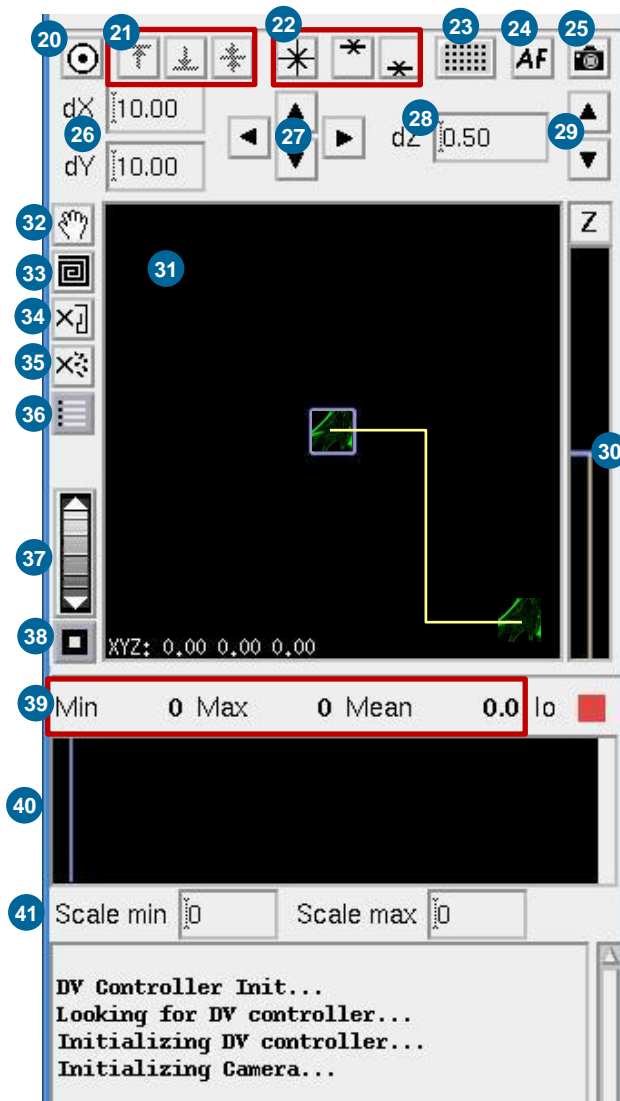 20 21 22 23 24 25
AF
dX 10.00
26 27 28 29
dZ 0.50
dY 10.00
32 Z
31
33
34
35
36
30
37
38
XYZ: 0.00 0.00 0.00
39 Min 0 Max 0 Mean 0.0 Io
40
41 Scale min 0 Scale max 0
DV Controller Init...
Looking for DV controller...
Initializing DV controller...
Initializing Camera...